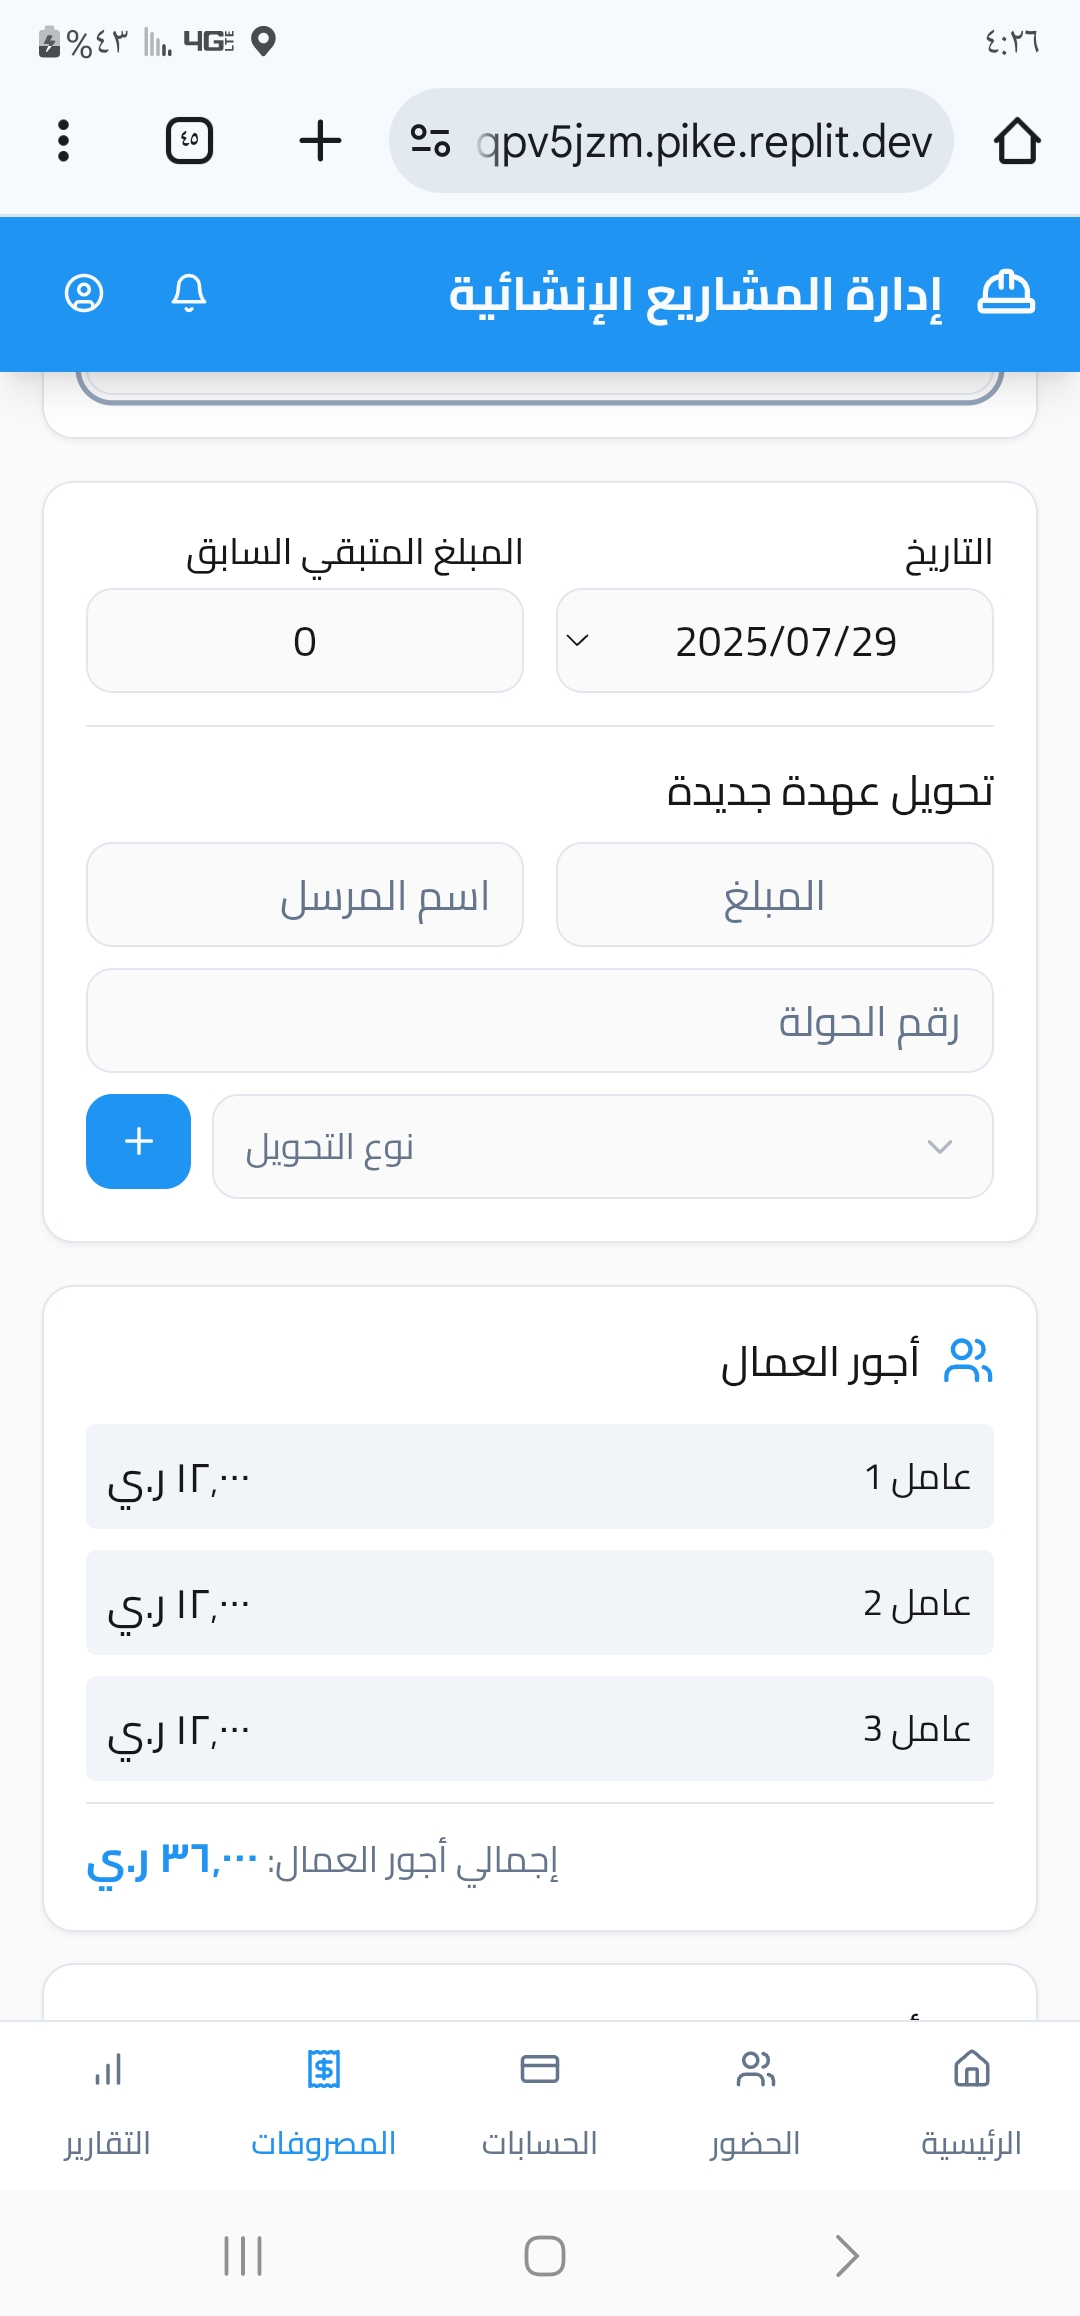 ٤:٢٦
4G LTE
%٤٣
qpv5jzm.pike.replit.dev
٤٥
إدارة المشاريع الإنشائية
التاريخ
المبلغ المتبقي السابق
2025/07/29
0
تحويل عهدة جديدة
المبلغ
اسم المرسل
رقم الحولة
نوع التحويل
أجور العمال
عامل 1
١٢,٠٠٠ ر.ي
عامل 2
١٢,٠٠٠ ر.ي
عامل 3
١٢,٠٠٠ ر.ي
إجمالي أجور العمال: ٣٦,٠٠٠ ر.ي
الرئيسية
الحضور
الحسابات
المصروفات
التقارير